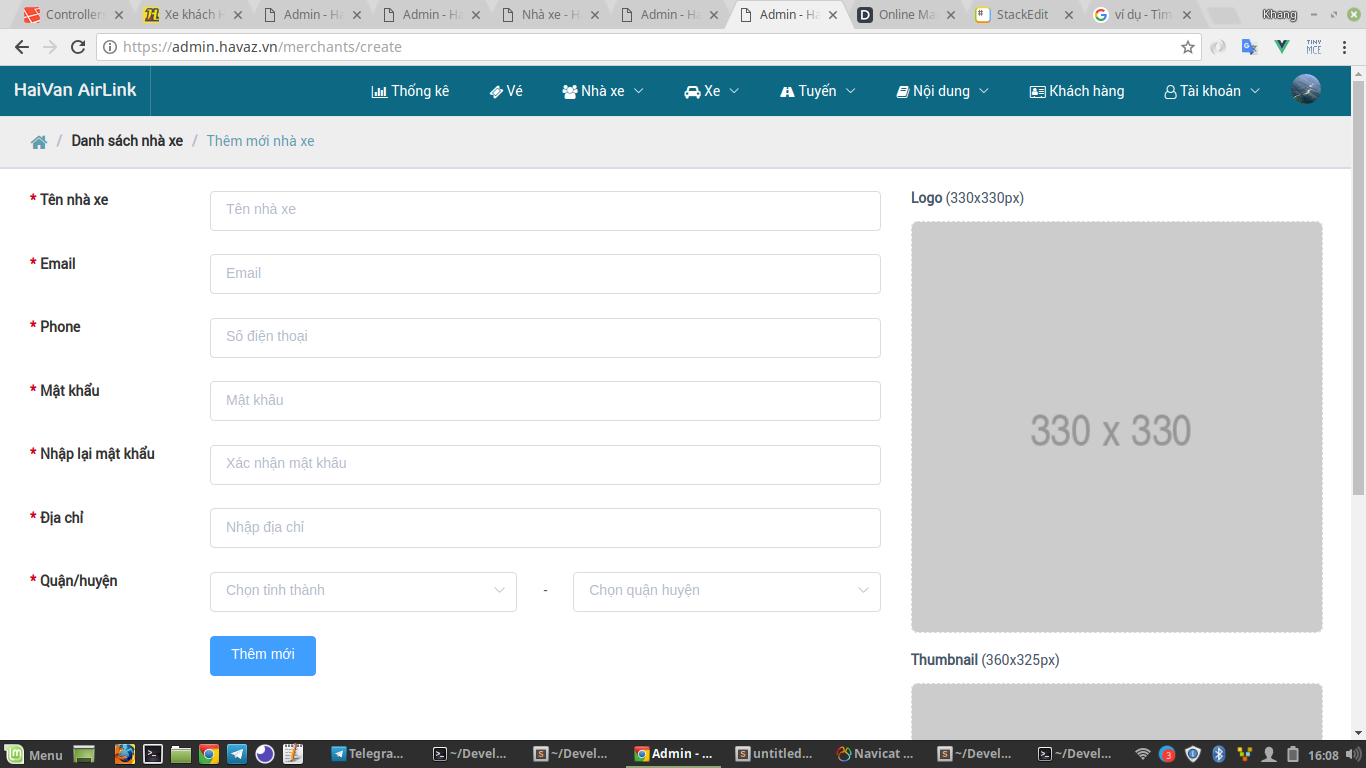 Controllers
Xe khách H
Admin - Ha
Admin - Ha
Nhà xe - H
Admin - Ha
Admin - Ha
Online Ma
StackEdit
ví dụ - Tìm
Khang
https://admin.havaz.vn/merchants/create
TINY
MCE
HaiVan AirLink
Thống kê
Vé
Nhà xe
Xe
Tuyến
Nội dung
Khách hàng
Tài khoản
/ Danh sách nhà xe / Thêm mới nhà xe
* Tên nhà xe
Tên nhà xe
* Email
Email
* Phone
Số điện thoại
* Mật khẩu
Mật khẩu
* Nhập lại mật khẩu
Xác nhận mật khẩu
* Địa chỉ
Nhập địa chỉ
* Quận/huyện
Chọn tỉnh thành - Chọn quận huyện
Thêm mới
Logo (330x330px)
330 x 330
Thumbnail (360x325px)
Menu
Telegra...
~/Devel...
~/Devel...
Admin - ...
untitled...
Navicat ...
~/Devel...
~/Devel...
3
16:08